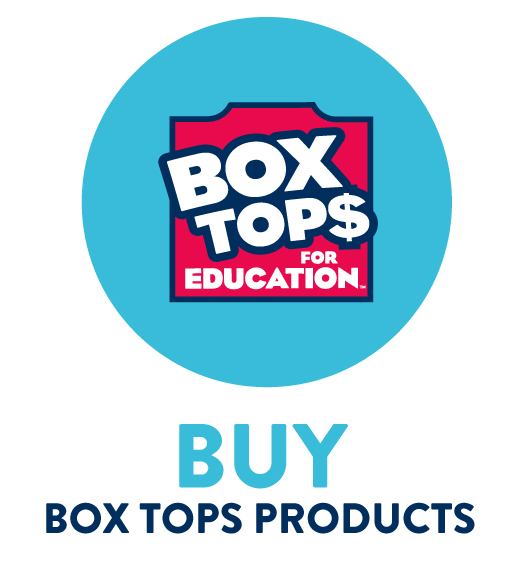 BOX
TOP$
FOR
EDUCATION™
BUY
BOX TOPS PRODUCTS